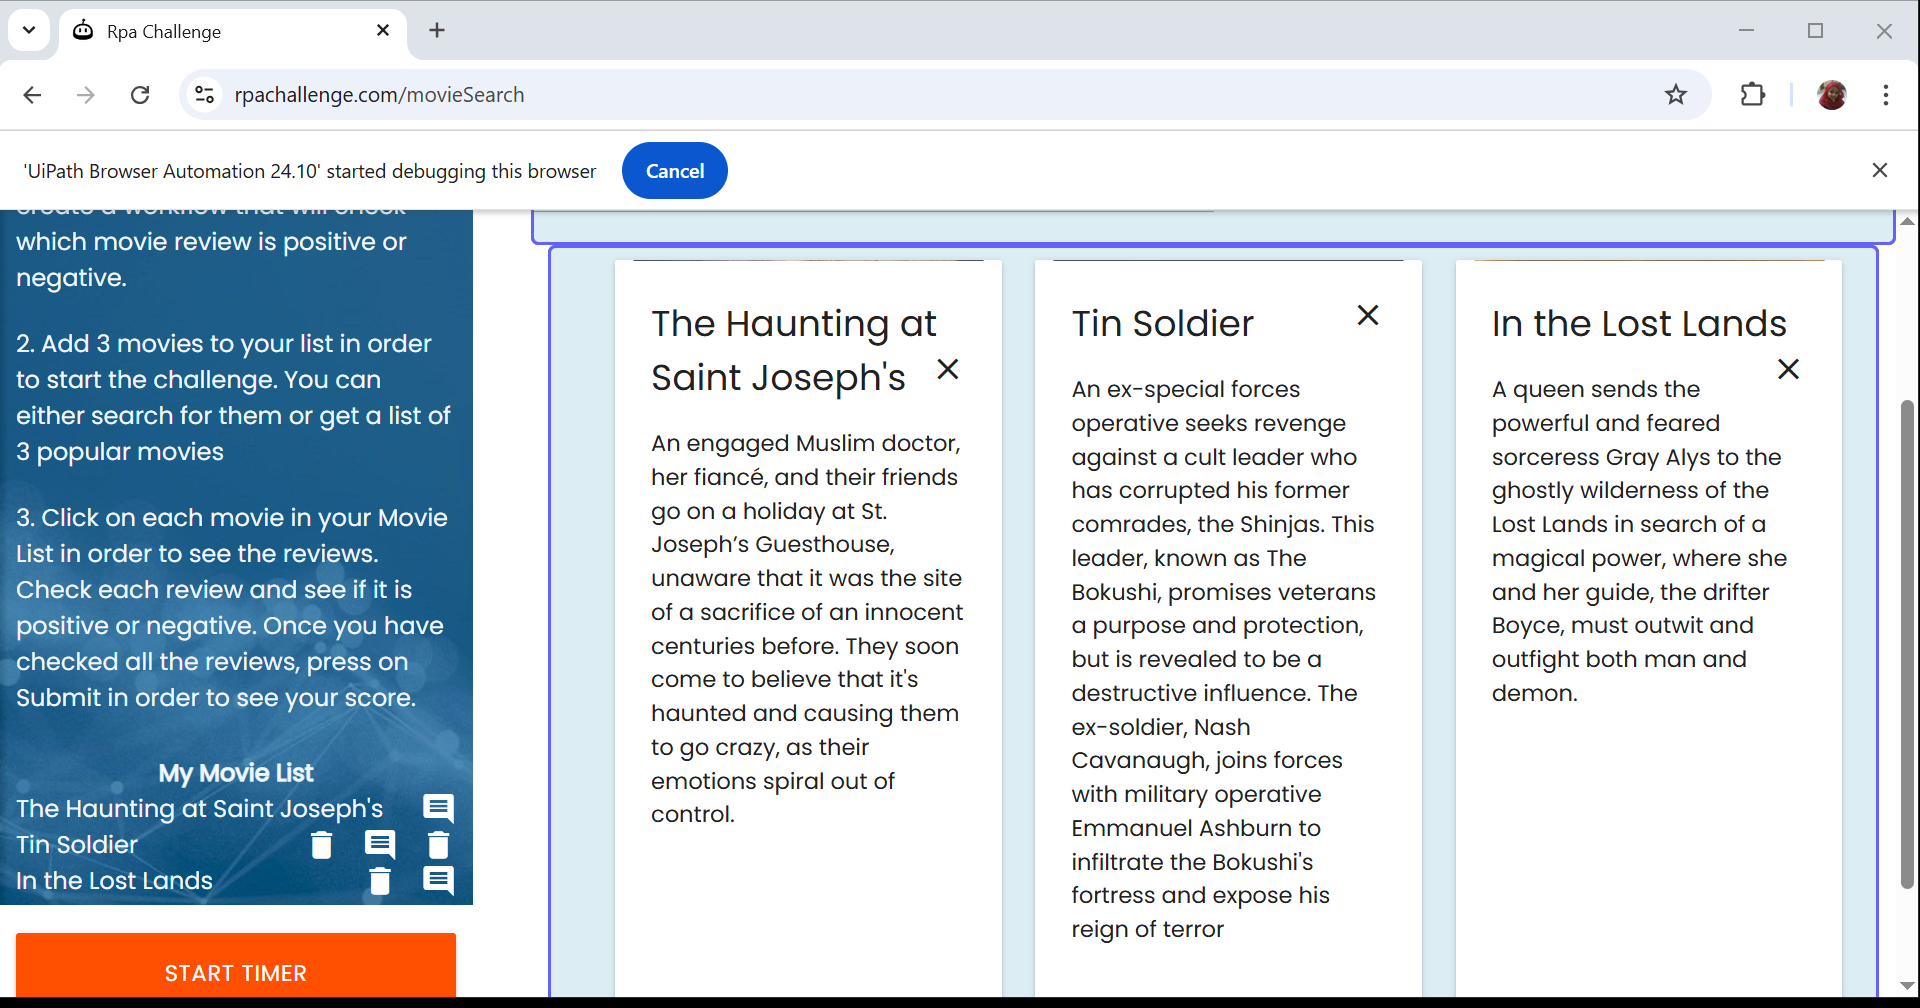 Rpa Challenge
rpachallenge.com/movieSearch
'UiPath Browser Automation 24.10' started debugging this browser
Cancel
create a workflow that will check
which movie review is positive or
negative.
2. Add 3 movies to your list in order
to start the challenge. You can
either search for them or get a list of
3 popular movies
3. Click on each movie in your Movie
List in order to see the reviews.
Check each review and see if it is
positive or negative. Once you have
checked all the reviews, press on
Submit in order to see your score.
My Movie List
The Haunting at Saint Joseph's
Tin Soldier
In the Lost Lands
START TIMER
The Haunting at
Saint Joseph's
An engaged Muslim doctor,
her fiancé, and their friends
go on a holiday at St.
Joseph’s Guesthouse,
unaware that it was the site
of a sacrifice of an innocent
centuries before. They soon
come to believe that it's
haunted and causing them
to go crazy, as their
emotions spiral out of
control.
Tin Soldier
An ex-special forces
operative seeks revenge
against a cult leader who
has corrupted his former
comrades, the Shinjas. This
leader, known as The
Bokushi, promises veterans
a purpose and protection,
but is revealed to be a
destructive influence. The
ex-soldier, Nash
Cavanaugh, joins forces
with military operative
Emmanuel Ashburn to
infiltrate the Bokushi's
fortress and expose his
reign of terror
In the Lost Lands
A queen sends the
powerful and feared
sorceress Gray Alys to the
ghostly wilderness of the
Lost Lands in search of a
magical power, where she
and her guide, the drifter
Boyce, must outwit and
outfight both man and
demon.